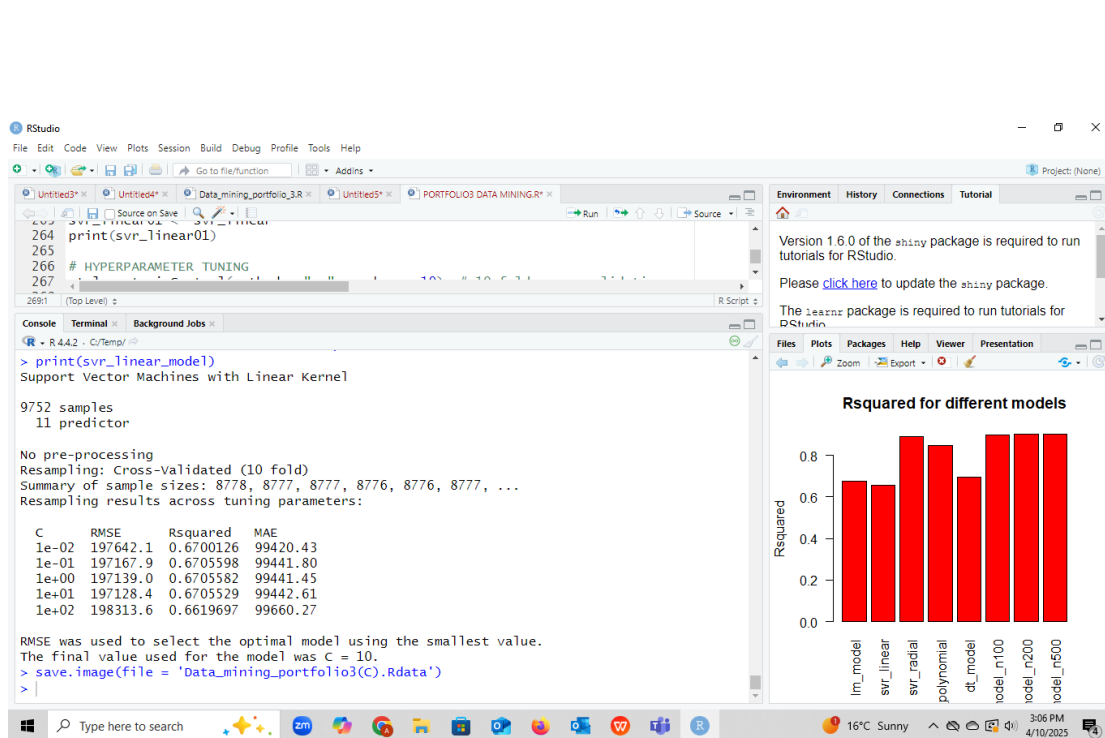 RStudio
File Edit Code View Plots Session Build Debug Profile Tools Help
Go to file/function Addins Project: (None)
Untitled3* Untitled4* Data_mining_portfolio_3.R Untitled5* PORTFOLIO3 DATA MINING.R*
Source on Save Run Source
264 print(svr_linear01)
265
266 # HYPERPARAMETER TUNING
267
269:1 (Top Level) R Script
Console Terminal Background Jobs
R 4.4.2 · C:/Temp/
> print(svr_linear_model)
Support Vector Machines with Linear Kernel
9752 samples
11 predictor
No pre-processing
Resampling: Cross-Validated (10 fold)
Summary of sample sizes: 8778, 8777, 8777, 8776, 8776, 8777, ...
Resampling results across tuning parameters:
C RMSE Rsquared MAE
1e-02 197642.1 0.6700126 99420.43
1e-01 197167.9 0.6705598 99441.80
1e+00 197139.0 0.6705582 99441.45
1e+01 197128.4 0.6705529 99442.61
1e+02 198313.6 0.6619697 99660.27
RMSE was used to select the optimal model using the smallest value.
The final value used for the model was C = 10.
> save.image(file = 'Data_mining_portfolio3(C).Rdata')
>
Environment History Connections Tutorial
Version 1.6.0 of the shiny package is required to run
tutorials for RStudio.
Please click here to update the shiny package.
The learnr package is required to run tutorials for
RStudio
Files Plots Packages Help Viewer Presentation
Zoom Export
Rsquared for different models
Rsquared
0.8
0.6
0.4
0.2
0.0
lm_model
svr_linear
svr_radial
polynomial
dt_model
model_n100
model_n200
model_n500
Type here to search
zm
16°C Sunny
3:06 PM
4/10/2025
4